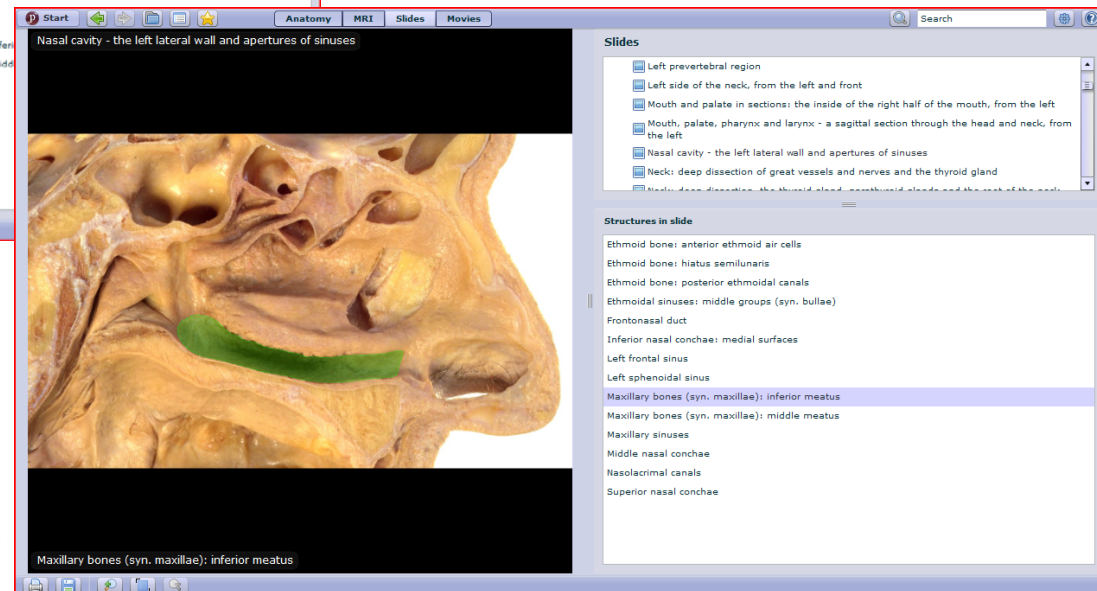 Start
Anatomy
MRI
Slides
Movies
Search
Nasal cavity - the left lateral wall and apertures of sinuses
Slides
Left prevertebral region
Left side of the neck, from the left and front
Mouth and palate in sections: the inside of the right half of the mouth, from the left
Mouth, palate, pharynx and larynx - a sagittal section through the head and neck, from
the left
Nasal cavity - the left lateral wall and apertures of sinuses
Neck: deep dissection of great vessels and nerves and the thyroid gland
Structures in slide
Ethmoid bone: anterior ethmoid air cells
Ethmoid bone: hiatus semilunaris
Ethmoid bone: posterior ethmoidal canals
Ethmoidal sinuses: middle groups (syn. bullae)
Frontonasal duct
Inferior nasal conchae: medial surfaces
Left frontal sinus
Left sphenoidal sinus
Maxillary bones (syn. maxillae): inferior meatus
Maxillary bones (syn. maxillae): middle meatus
Maxillary sinuses
Middle nasal conchae
Nasolacrimal canals
Superior nasal conchae
Maxillary bones (syn. maxillae): inferior meatus